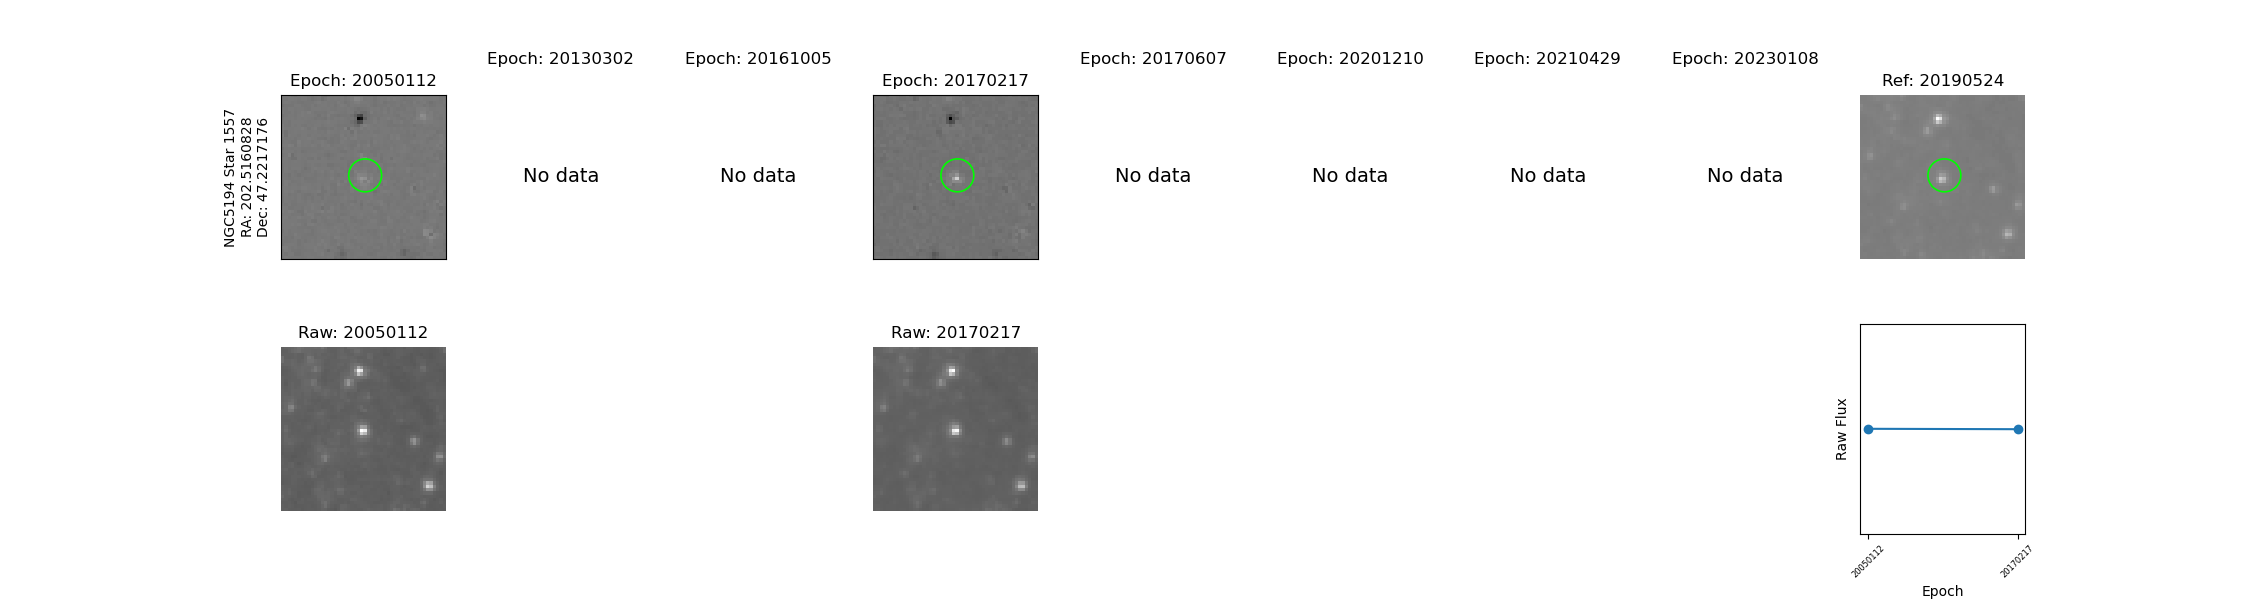 Epoch: 20050112
Epoch: 20130302
Epoch: 20161005
Epoch: 20170217
Epoch: 20170607
Epoch: 20201210
Epoch: 20210429
Epoch: 20230108
Ref: 20190524
NGC5194 Star 1557
RA: 202.5160828
Dec: 47.2217176
No data
No data
No data
No data
No data
No data
Raw: 20050112
Raw: 20170217
Raw Flux
20050112
20170217
Epoch